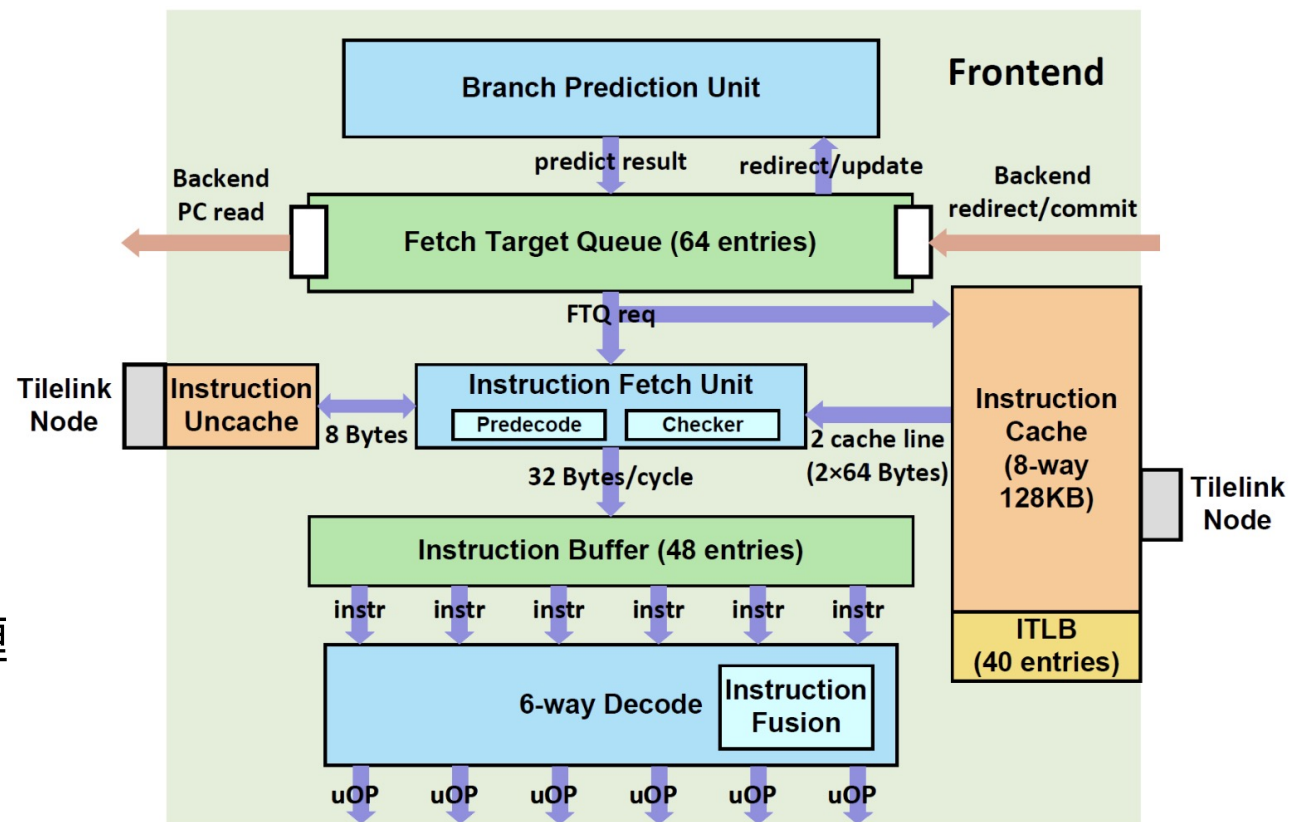 Frontend
Branch Prediction Unit
predict result
redirect/update
Backend
PC read
Backend
redirect/commit
Fetch Target Queue (64 entries)
FTQ req
Tilelink
Node
Instruction
Uncache
8 Bytes
Instruction Fetch Unit
Predecode
Checker
2 cache line
(2×64 Bytes)
Instruction
Cache
(8-way
128KB)
Tilelink
Node
32 Bytes/cycle
Instruction Buffer (48 entries)
instr instr instr instr instr instr
ITLB
(40 entries)
6-way Decode
Instruction
Fusion
uOP uOP uOP uOP uOP uOP